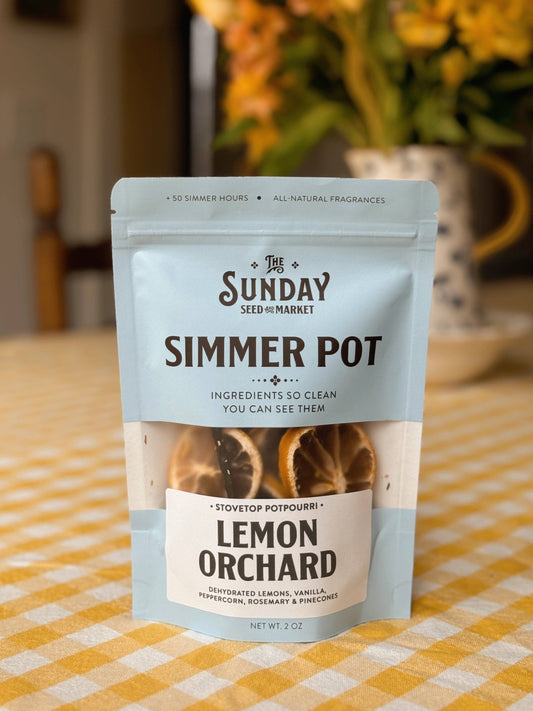 + 50 SIMMER HOURS • ALL-NATURAL FRAGRANCES
THE
SUNDAY
SEED AND MARKET
SIMMER POT
INGREDIENTS SO CLEAN
YOU CAN SEE THEM
• STOVETOP POTPOURRI •
LEMON
ORCHARD
DEHYDRATED LEMONS, VANILLA,
PEPPERCORN, ROSEMARY & PINECONES
NET WT. 2 OZ